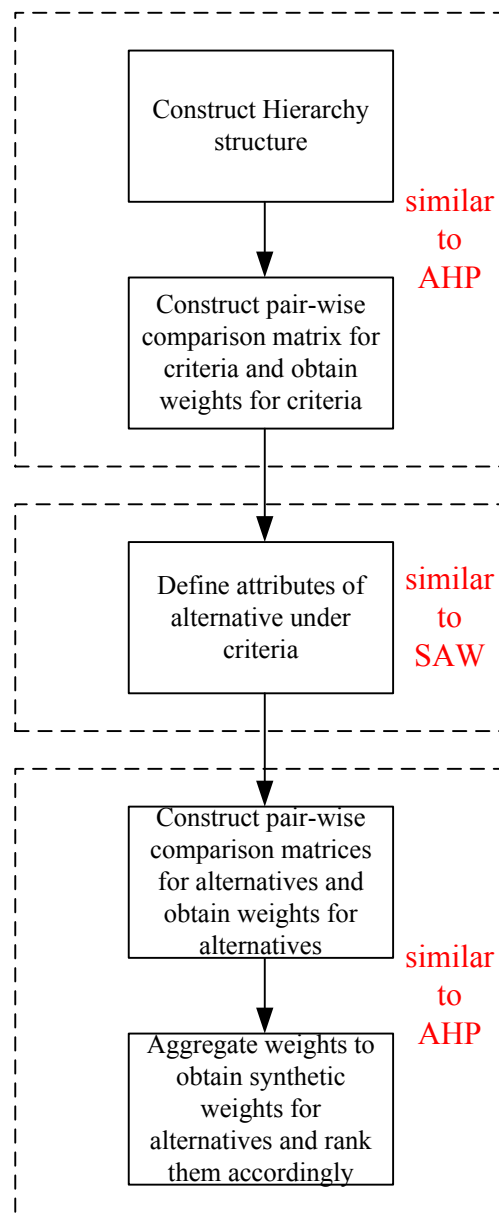 Construct Hierarchy
structure
similar
to
AHP
Construct pair-wise
comparison matrix for
criteria and obtain
weights for criteria
Define attributes of
alternative under
criteria
similar
to
SAW
Construct pair-wise
comparison matrices
for alternatives and
obtain weights for
alternatives
similar
to
AHP
Aggregate weights to
obtain synthetic
weights for
alternatives and rank
them accordingly